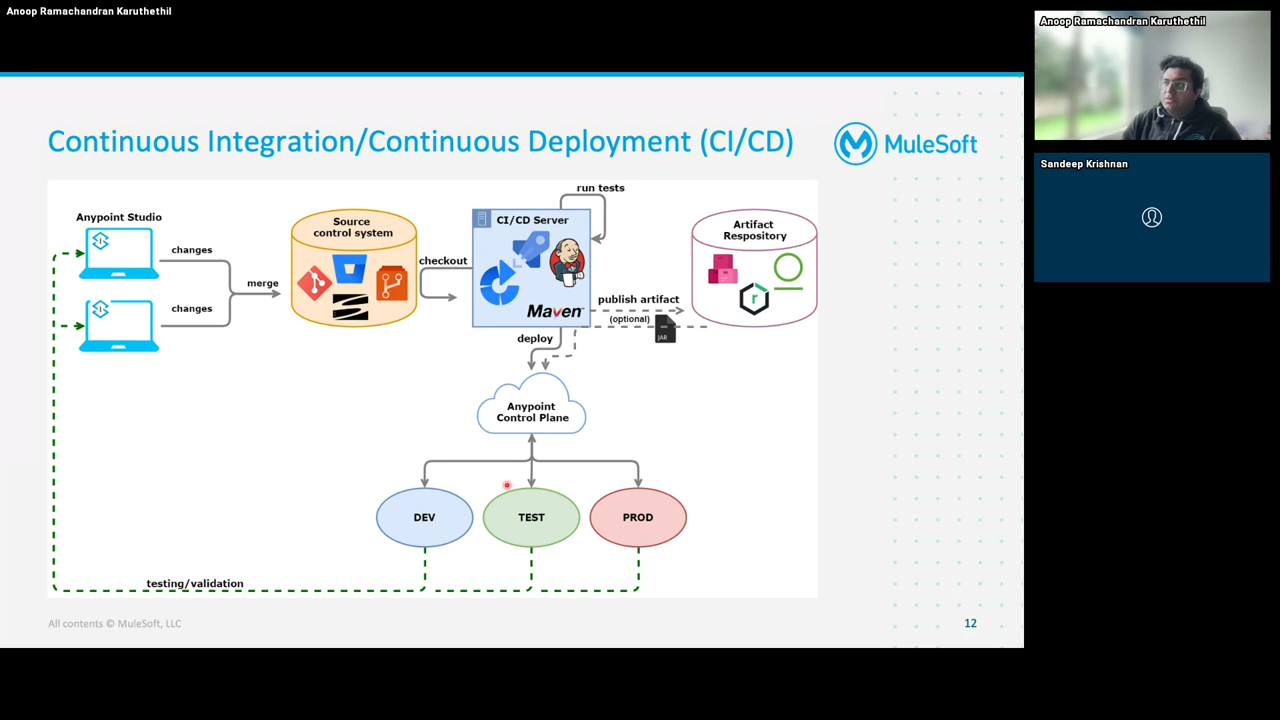 Anoop Ramachandran Karuthethil
Anoop Ramachandran Karuthethil
Sandeep Krishnan
Continuous Integration/Continuous Deployment (CI/CD)
MuleSoft
run tests
Anypoint Studio
Source
control system
CI/CD Server
Artifact
Respository
changes
checkout
merge
changes
Maven
publish artifact
(optional)
JAR
deploy
Anypoint
Control Plane
DEV
TEST
PROD
testing/validation
All contents © MuleSoft, LLC
12